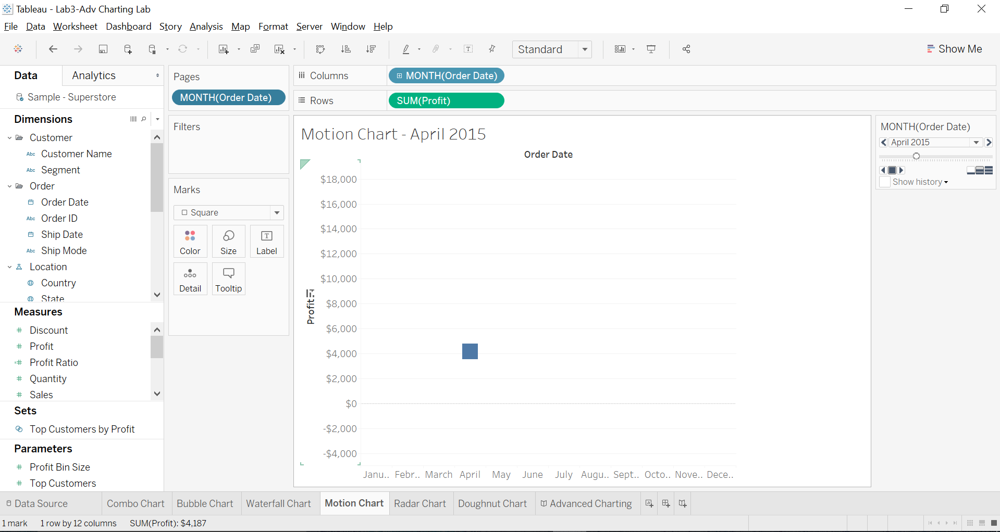 Tableau - Lab3-Adv Charting Lab
File Data Worksheet Dashboard Story Analysis Map Format Server Window Help
Standard
Show Me
Data
Analytics
Sample - Superstore
Dimensions
Customer
Abc Customer Name
Abc Segment
Order
Order Date
Abc Order ID
Ship Date
Abc Ship Mode
Location
Country
State
Measures
# Discount
# Profit
=# Profit Ratio
# Quantity
# Sales
Sets
Top Customers by Profit
Parameters
# Profit Bin Size
# Top Customers
Pages
MONTH(Order Date)
Filters
Marks
Square
Color
Size
T
Label
Detail
Tooltip
Columns
MONTH(Order Date)
Rows
SUM(Profit)
Motion Chart - April 2015
Order Date
Profit
$18,000
$16,000
$14,000
$12,000
$10,000
$8,000
$6,000
$4,000
$2,000
$0
-$2,000
-$4,000
Janu.. Febr.. March April May June July Augu.. Sept.. Octo.. Nove.. Dece..
MONTH(Order Date)
April 2015
Show history
Data Source
Combo Chart
Bubble Chart
Waterfall Chart
Motion Chart
Radar Chart
Doughnut Chart
Advanced Charting
1 mark 1 row by 12 columns SUM(Profit): $4,187